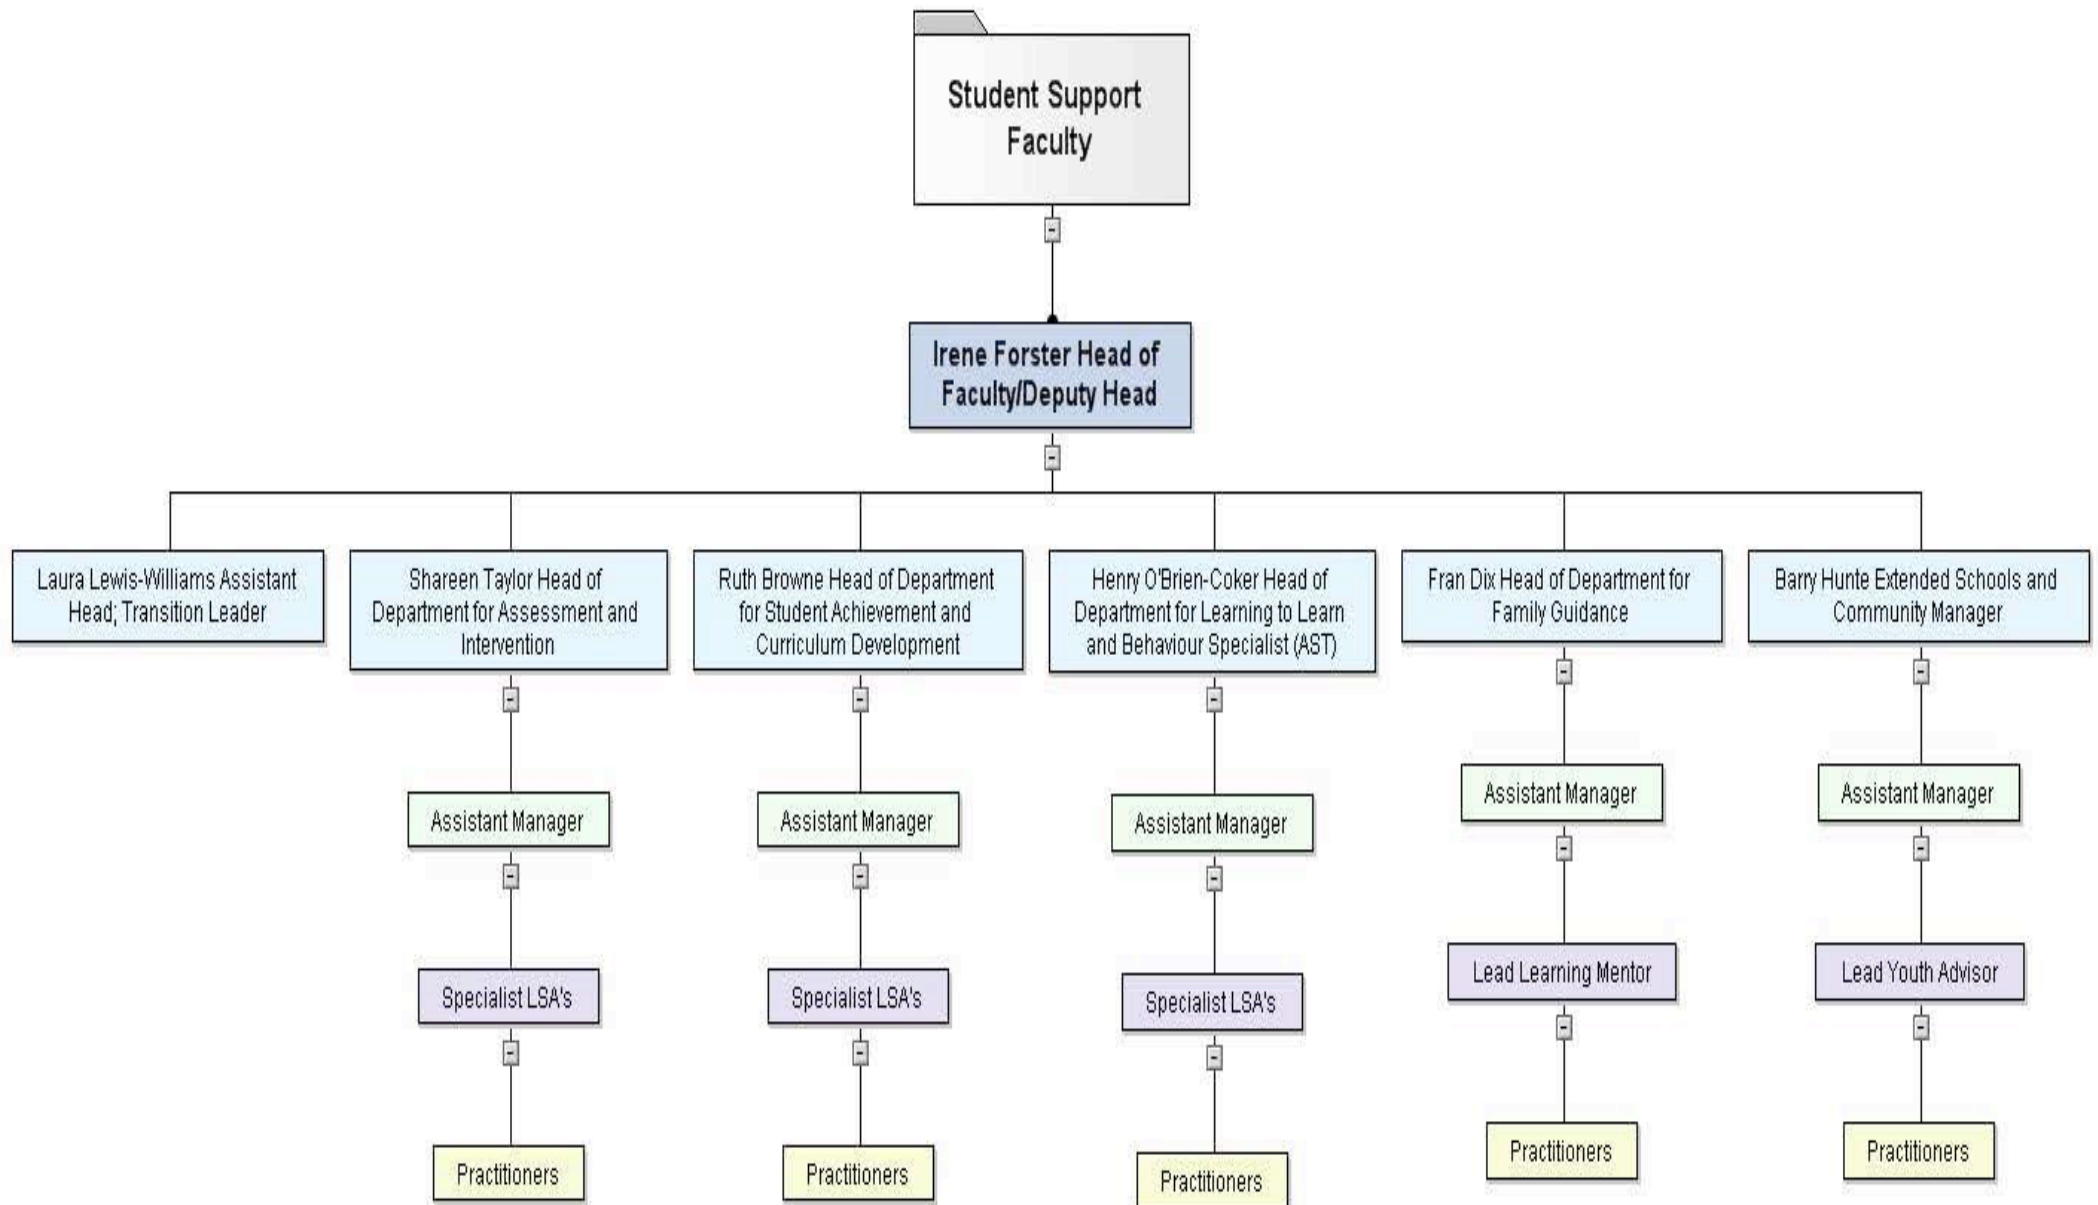 Student Support
Faculty
Irene Forster Head of
Faculty/Deputy Head
Laura Lewis-Williams Assistant
Head; Transition Leader
Shareen Taylor Head of
Department for Assessment and
Intervention
Ruth Browne Head of Department
for Student Achievement and
Curriculum Development
Henry O'Brien-Coker Head of
Department for Learning to Learn
and Behaviour Specialist (AST)
Fran Dix Head of Department for
Family Guidance
Barry Hunte Extended Schools and
Community Manager
Assistant Manager
Assistant Manager
Assistant Manager
Assistant Manager
Assistant Manager
Specialist LSA's
Specialist LSA's
Specialist LSA's
Lead Learning Mentor
Lead Youth Advisor
Practitioners
Practitioners
Practitioners
Practitioners
Practitioners